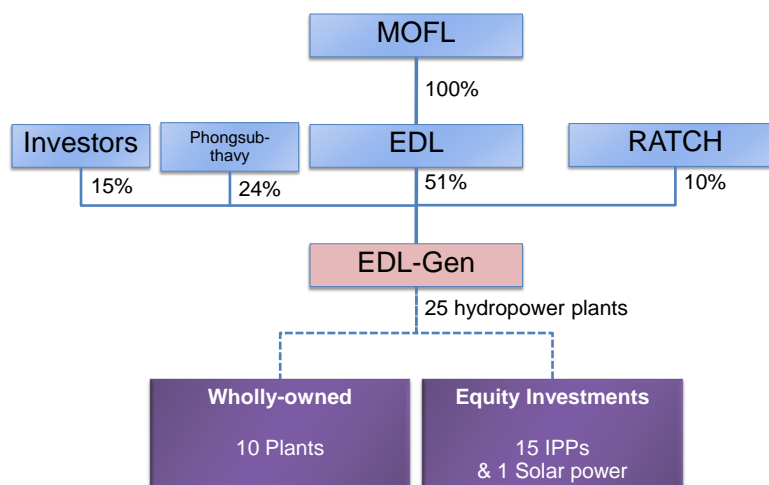 MOFL
100%
Investors
Phongsub-
thavy
EDL
RATCH
15%
24%
51%
10%
EDL-Gen
25 hydropower plants
Wholly-owned
10 Plants
Equity Investments
15 IPPs
& 1 Solar power